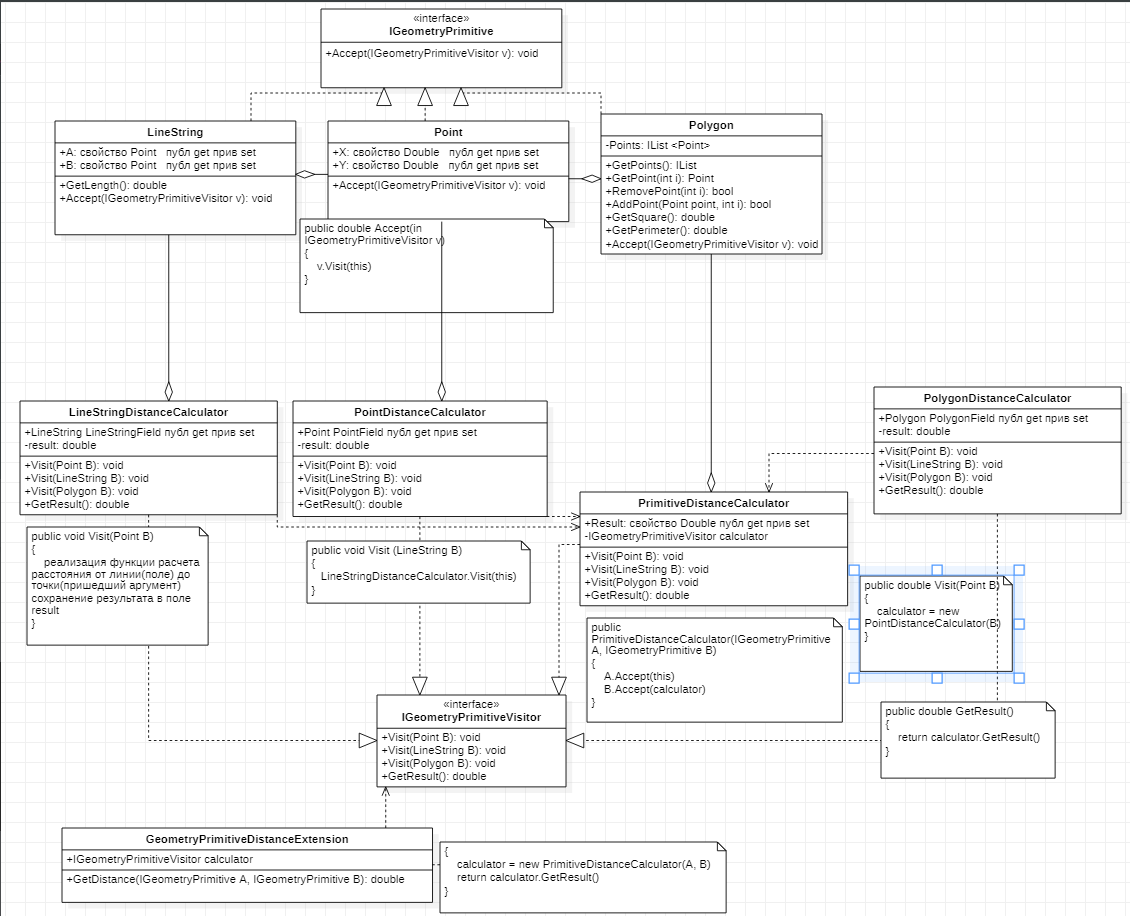 «interface»
IGeometryPrimitive
+Accept(IGeometryPrimitiveVisitor v): void
LineString
+A: свойство Point   публ get прив set
+B: свойство Point   публ get прив set
+GetLength(): double
+Accept(IGeometryPrimitiveVisitor v): void
Point
+X: свойство Double   публ get прив set
+Y: свойство Double   публ get прив set
+Accept(IGeometryPrimitiveVisitor v): void
Polygon
-Points: IList <Point>
+GetPoints(): IList
+GetPoint(int i): Point
+RemovePoint(int i): bool
+AddPoint(Point point, int i): bool
+GetSquare(): double
+GetPerimeter(): double
+Accept(IGeometryPrimitiveVisitor v): void
public double Accept(in
IGeometryPrimitiveVisitor v)
{
v.Visit(this)
}
LineStringDistanceCalculator
+LineString LineStringField публ get прив set
-result: double
+Visit(Point B): void
+Visit(LineString B): void
+Visit(Polygon B): void
+GetResult(): double
PointDistanceCalculator
+Point PointField публ get прив set
-result: double
+Visit(Point B): void
+Visit(LineString B): void
+Visit(Polygon B): void
+GetResult(): double
PolygonDistanceCalculator
+Polygon PolygonField публ get прив set
-result: double
+Visit(Point B): void
+Visit(LineString B): void
+Visit(Polygon B): void
+GetResult(): double
PrimitiveDistanceCalculator
+Result: свойство Double публ get прив set
-IGeometryPrimitiveVisitor calculator
+Visit(Point B): void
+Visit(LineString B): void
+Visit(Polygon B): void
+GetResult(): double
public void Visit(Point B)
{
реализация функции расчета
расстояния от линии(поле) до
точки(пришедший аргумент)
сохранение результата в поле
result
}
public void Visit (LineString B)
{
LineStringDistanceCalculator.Visit(this)
}
public
PrimitiveDistanceCalculator(IGeometryPrimitive
A, IGeometryPrimitive B)
{
A.Accept(this)
B.Accept(calculator)
}
public double Visit(Point B)
{
calculator = new
PointDistanceCalculator(B)
}
public double GetResult()
{
return calculator.GetResult()
}
«interface»
IGeometryPrimitiveVisitor
+Visit(Point B): void
+Visit(LineString B): void
+Visit(Polygon B): void
+GetResult(): double
GeometryPrimitiveDistanceExtension
+IGeometryPrimitiveVisitor calculator
+GetDistance(IGeometryPrimitive A, IGeometryPrimitive B): double
{
calculator = new PrimitiveDistanceCalculator(A, B)
return calculator.GetResult()
}